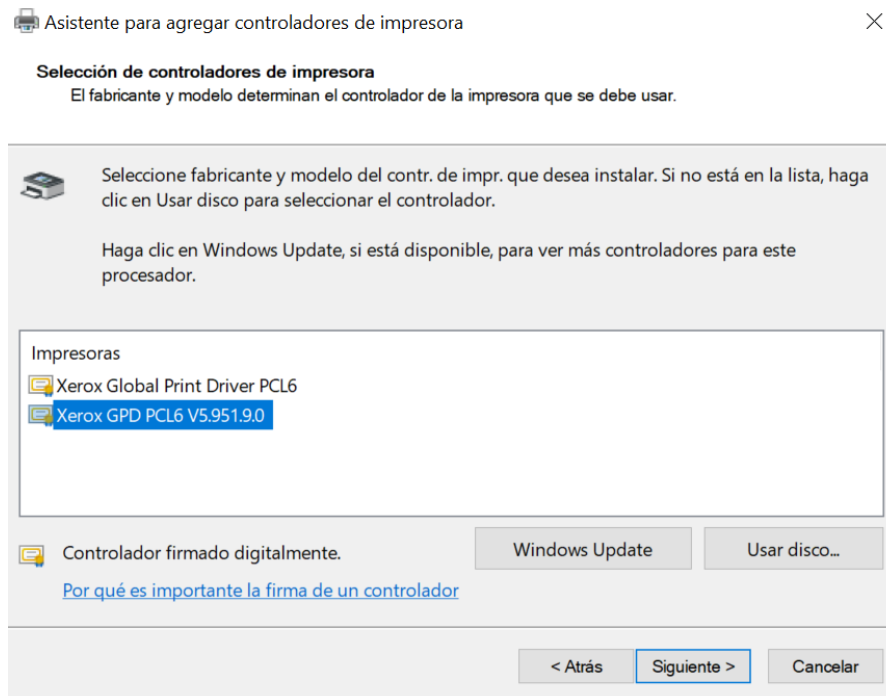 Asistente para agregar controladores de impresora
Selección de controladores de impresora
El fabricante y modelo determinan el controlador de la impresora que se debe usar.
Seleccione fabricante y modelo del contr. de impr. que desea instalar. Si no está en la lista, haga
clic en Usar disco para seleccionar el controlador.
Haga clic en Windows Update, si está disponible, para ver más controladores para este
procesador.
Impresoras
Xerox Global Print Driver PCL6
Xerox GPD PCL6 V5.951.9.0
Controlador firmado digitalmente.
Windows Update
Usar disco...
Por qué es importante la firma de un controlador
< Atrás
Siguiente >
Cancelar